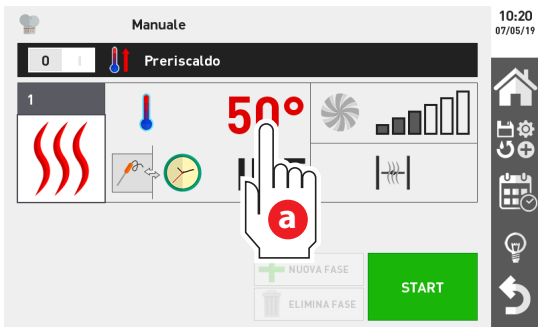 Manuale
10:20
07/05/19
0 I Preriscaldo
1
50°
a
NUOVA FASE
ELIMINA FASE
START